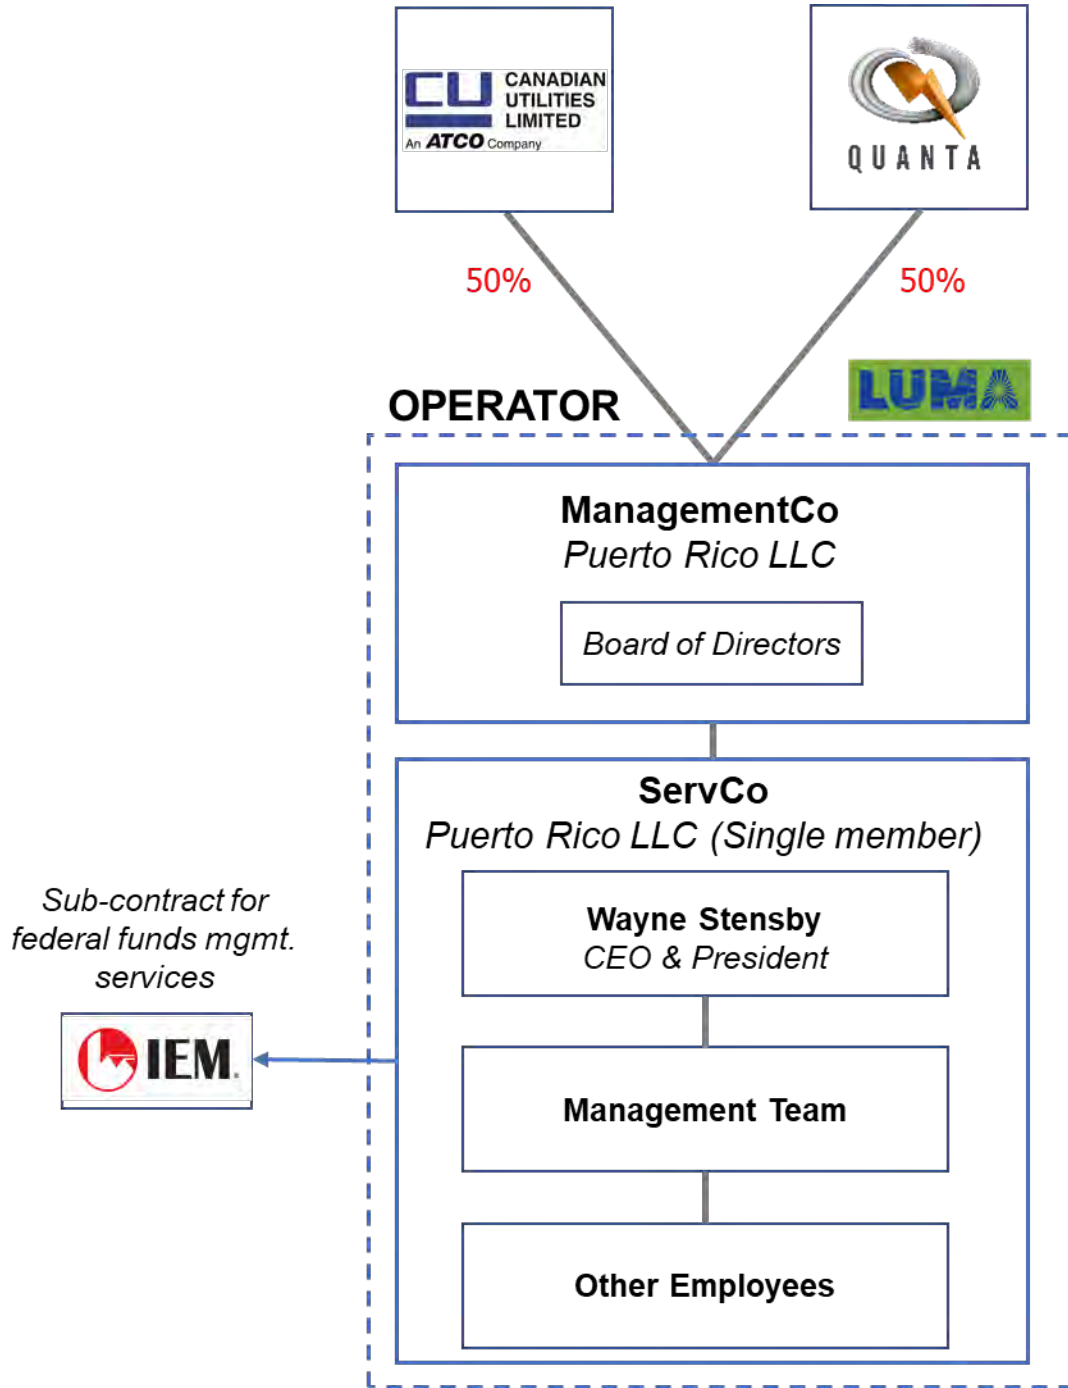 CU CANADIAN
UTILITIES
LIMITED
An ATCO Company
QUANTA
50%
50%
LUMA
OPERATOR
ManagementCo
Puerto Rico LLC
Board of Directors
ServCo
Puerto Rico LLC (Single member)
Wayne Stensby
CEO & President
Sub-contract for
federal funds mgmt.
services
IEM.
Management Team
Other Employees